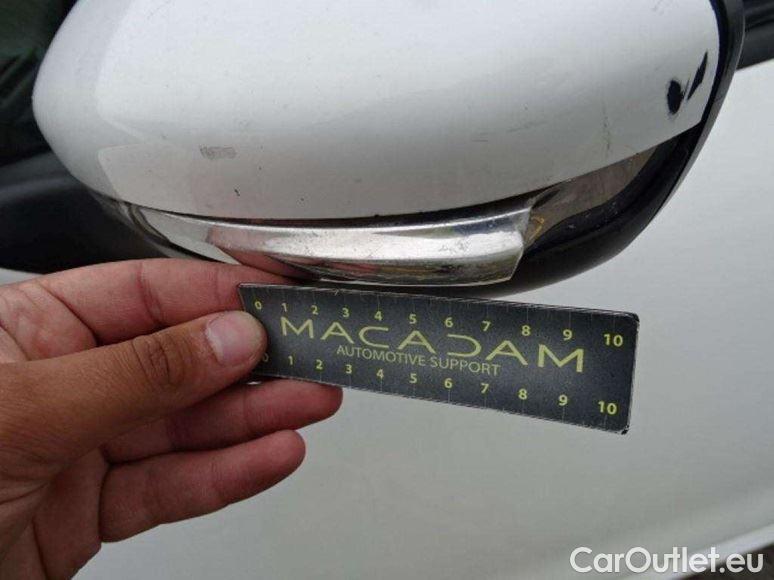 0 1 2 3 4 5 6 7 8 9 10
MACADAM
AUTOMOTIVE SUPPORT
0 1 2 3 4 5 6 7 8 9 10
CarOutlet.eu